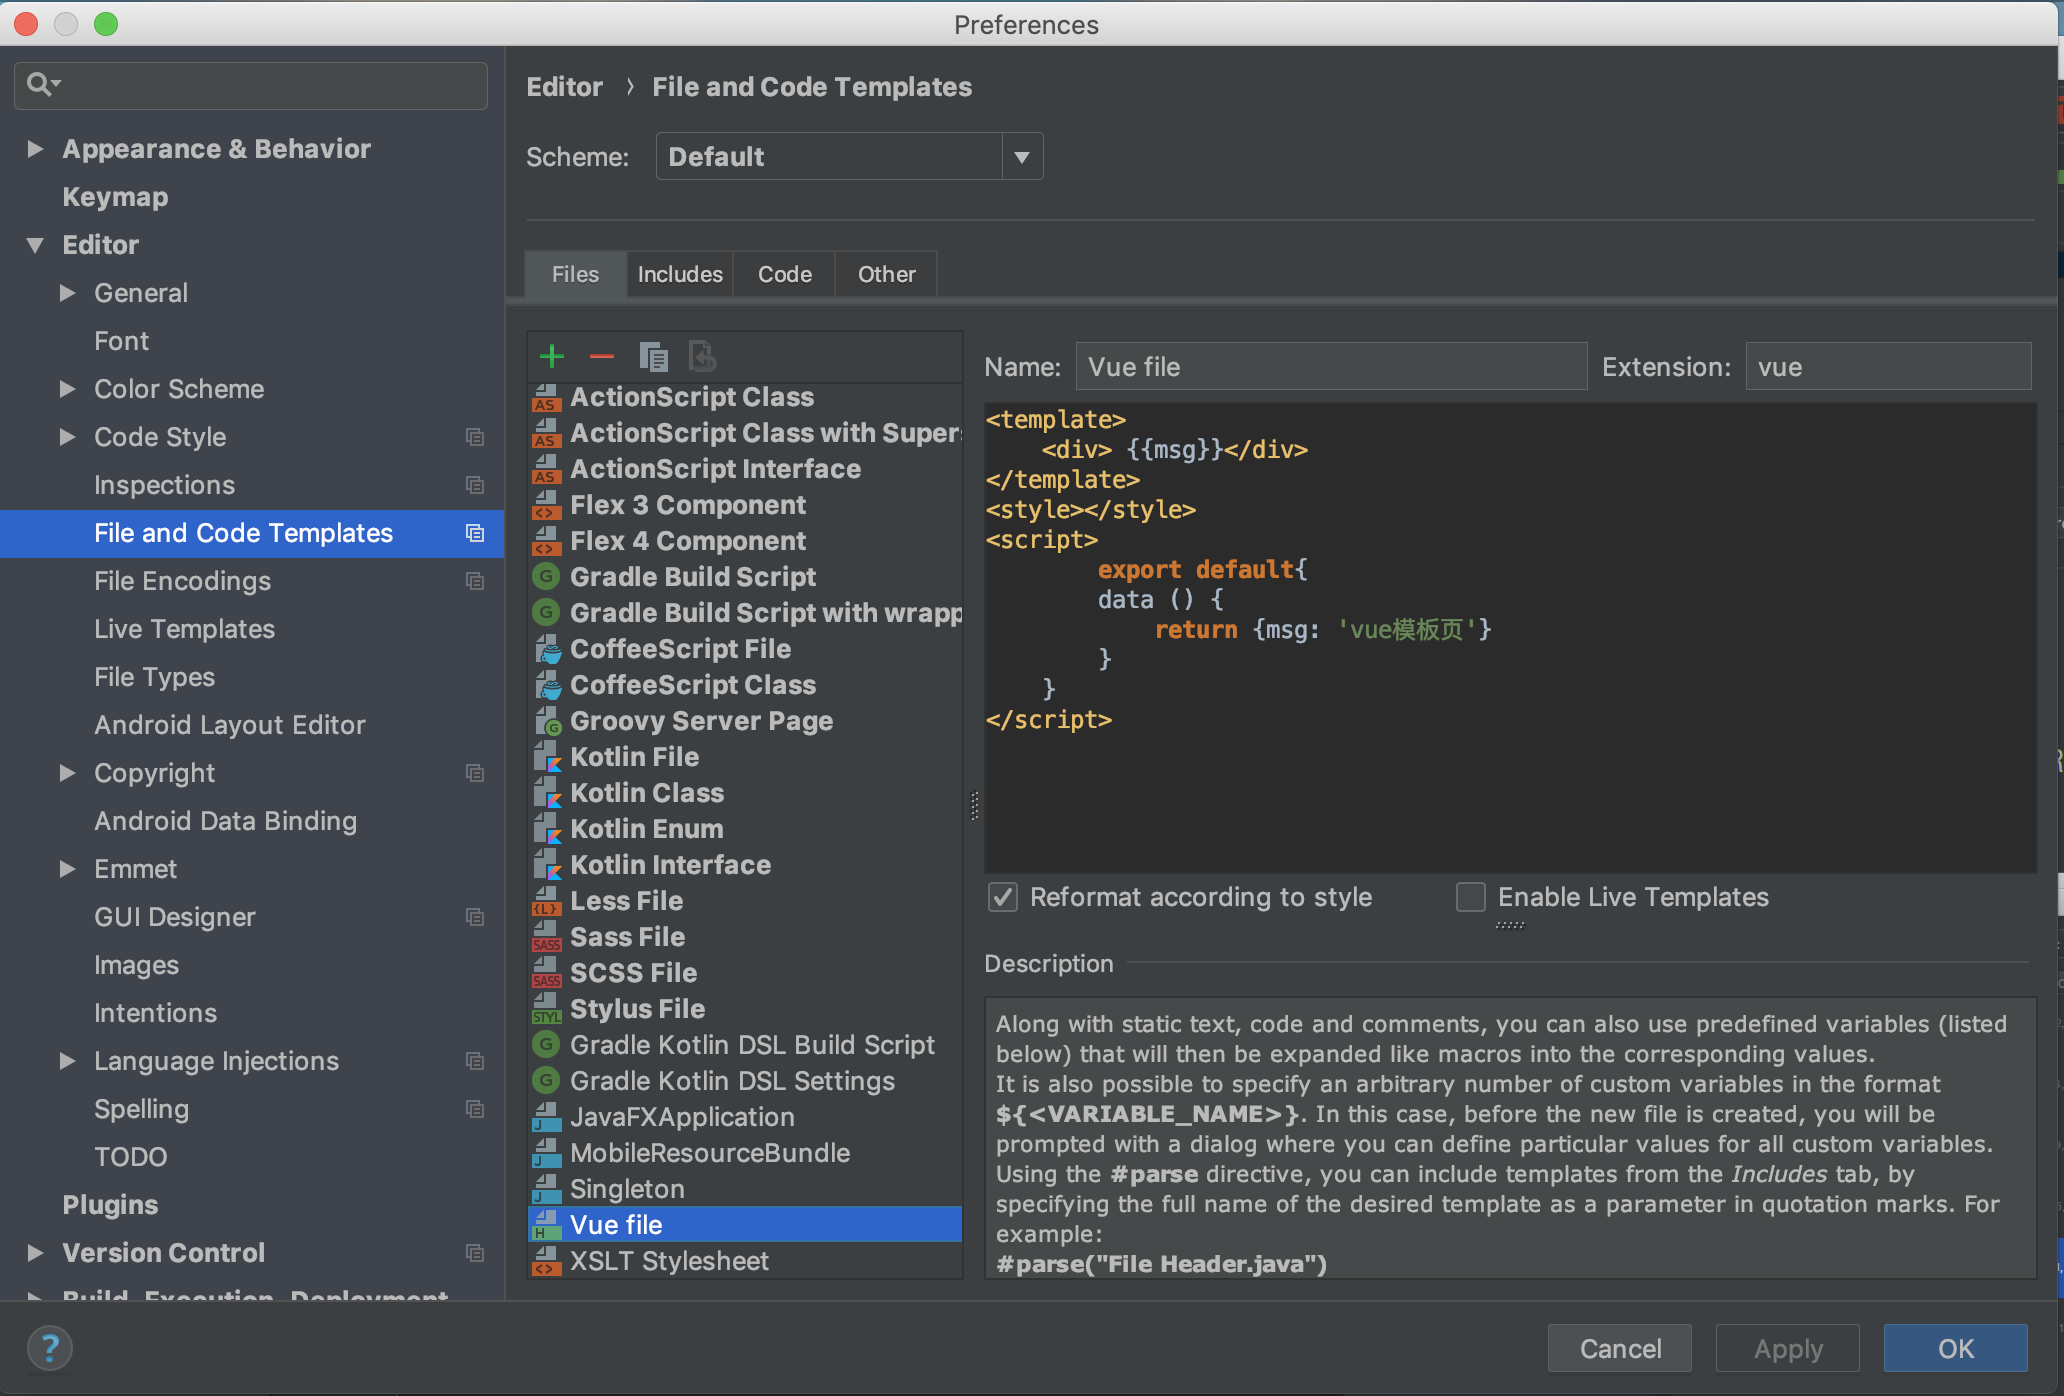 Preferences
Editor › File and Code Templates
Scheme: Default
Appearance & Behavior
Keymap
Editor
General
Font
Color Scheme
Code Style
Inspections
File and Code Templates
File Encodings
Live Templates
File Types
Android Layout Editor
Copyright
Android Data Binding
Emmet
GUI Designer
Images
Intentions
Language Injections
Spelling
TODO
Plugins
Version Control
Build, Execution, Deployment
Files Includes Code Other
ActionScript Class
ActionScript Class with Supers
ActionScript Interface
Flex 3 Component
Flex 4 Component
Gradle Build Script
Gradle Build Script with wrapp
CoffeeScript File
CoffeeScript Class
Groovy Server Page
Kotlin File
Kotlin Class
Kotlin Enum
Kotlin Interface
Less File
Sass File
SCSS File
Stylus File
Gradle Kotlin DSL Build Script
Gradle Kotlin DSL Settings
JavaFXApplication
MobileResourceBundle
Singleton
Vue file
XSLT Stylesheet
Name: Vue file Extension: vue
<template>
    <div> {{msg}}</div>
</template>
<style></style>
<script>
        export default{
        data () {
            return {msg: 'vue模板页'}
        }
    }
</script>
Reformat according to style Enable Live Templates
Description
Along with static text, code and comments, you can also use predefined variables (listed
below) that will then be expanded like macros into the corresponding values.
It is also possible to specify an arbitrary number of custom variables in the format
${<VARIABLE_NAME>}. In this case, before the new file is created, you will be
prompted with a dialog where you can define particular values for all custom variables.
Using the #parse directive, you can include templates from the Includes tab, by
specifying the full name of the desired template as a parameter in quotation marks. For
example:
#parse("File Header.java")
? Cancel Apply OK